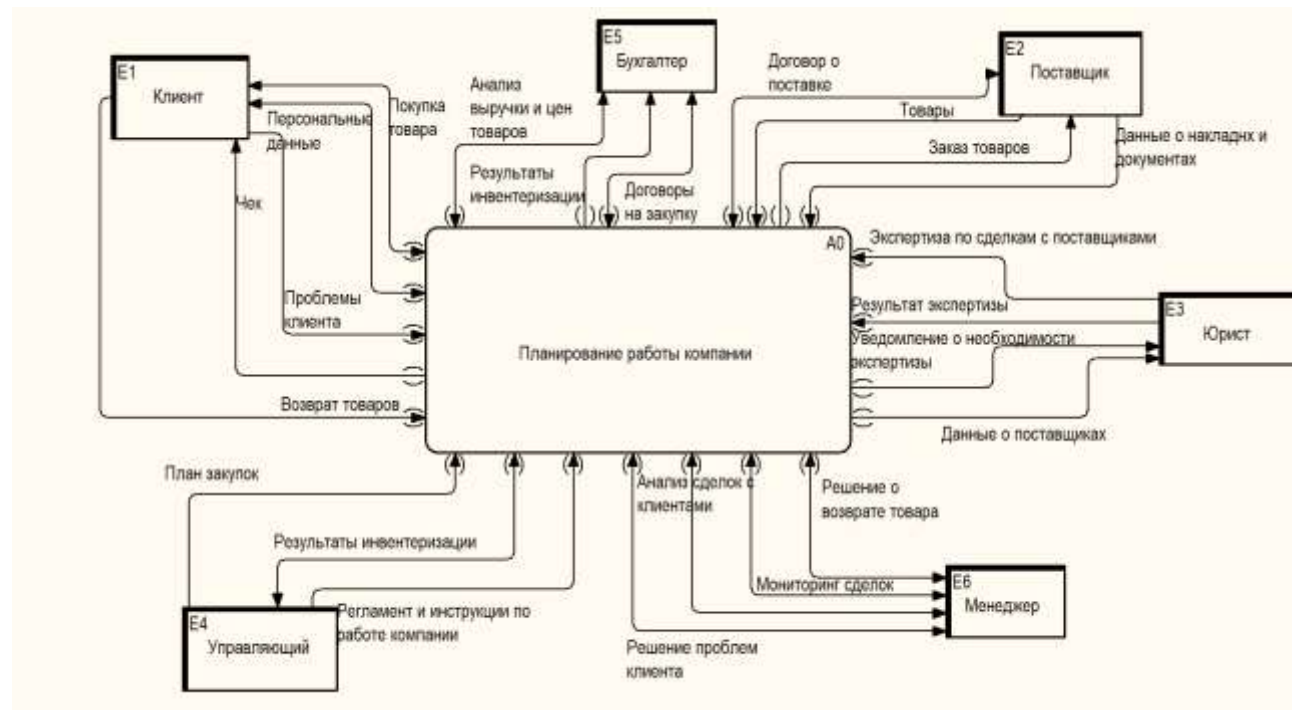 E1
Клиент
Персональные
данные
Покупка
товара
Чек
Проблемы
клиента
Возврат товаров
E5
Бухгалтер
Анализ
выручки и цен
товаров
Результаты
инвентеризации
Договоры
на закупку
E2
Поставщик
Договор о
поставке
Товары
Заказ товаров
Данные о накладнх и
документах
A0
Планирование работы компании
Экспертиза по сделкам с поставщиками
Результат экспертизы
Уведомление о необходимости
экспертизы
Данные о поставщиках
E3
Юрист
План закупок
Результаты инвентеризации
Регламент и инструкции по
работе компании
E4
Управляющий
Анализ сделок с
клиентами
Решение о
возврате товара
Мониторинг сделок
Решение проблем
клиента
E6
Менеджер